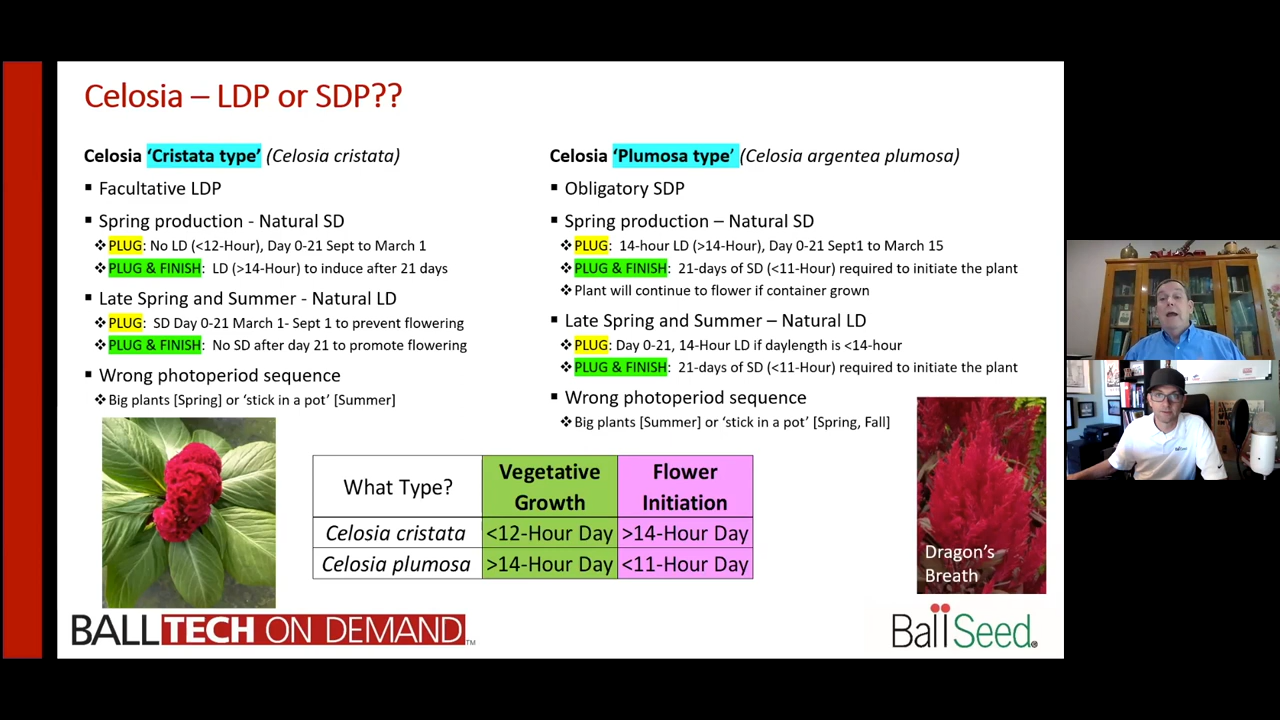 Celosia – LDP or SDP??
Celosia ‘Cristata type’ (Celosia cristata)
▪ Facultative LDP
▪ Spring production - Natural SD
❖PLUG: No LD (<12-Hour), Day 0-21 Sept to March 1
❖PLUG & FINISH: LD (>14-Hour) to induce after 21 days
▪ Late Spring and Summer - Natural LD
❖PLUG: SD Day 0-21 March 1- Sept 1 to prevent flowering
❖PLUG & FINISH: No SD after day 21 to promote flowering
▪ Wrong photoperiod sequence
❖Big plants [Spring] or ‘stick in a pot’ [Summer]
Celosia ‘Plumosa type’ (Celosia argentea plumosa)
▪ Obligatory SDP
▪ Spring production – Natural SD
❖PLUG: 14-hour LD (>14-Hour), Day 0-21 Sept1 to March 15
❖PLUG & FINISH: 21-days of SD (<11-Hour) required to initiate the plant
❖Plant will continue to flower if container grown
▪ Late Spring and Summer – Natural LD
❖PLUG: Day 0-21, 14-Hour LD if daylength is <14-hour
❖PLUG & FINISH: 21-days of SD (<11-Hour) required to initiate the plant
▪ Wrong photoperiod sequence
❖Big plants [Summer] or ‘stick in a pot’ [Spring, Fall]
What Type? Vegetative Growth Flower Initiation
Celosia cristata <12-Hour Day >14-Hour Day
Celosia plumosa >14-Hour Day <11-Hour Day
Dragon’s
Breath
BALLTECH ON DEMAND™
Ball Seed®